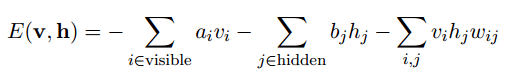 E(v, h) = − ∑_{i∈visible} a_i v_i − ∑_{j∈hidden} b_j h_j − ∑_{i,j} v_i h_j w_{ij}